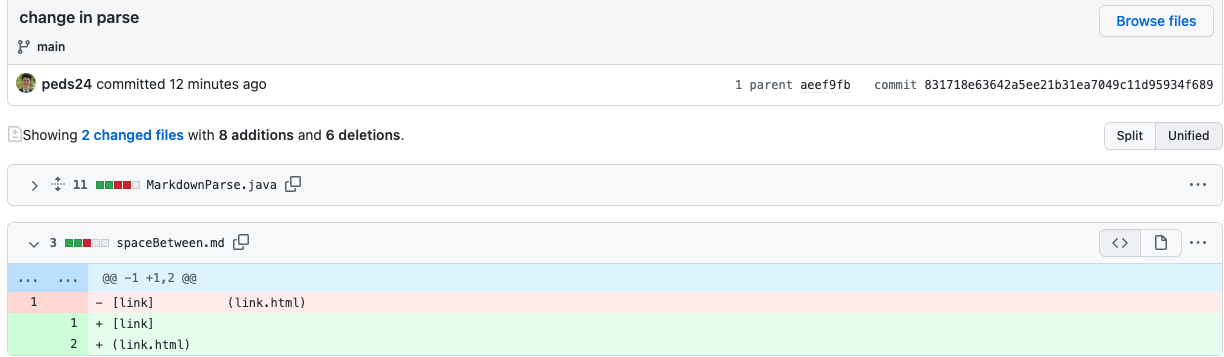 change in parse
Browse files
main
peds24 committed 12 minutes ago
1 parent aeef9fb commit 831718e63642a5ee21b31ea7049c11d95934f689
Showing 2 changed files with 8 additions and 6 deletions.
Split Unified
11 MarkdownParse.java ...
3 spaceBetween.md <> ...
... ... @@ -1 +1,2 @@
1 - [link]          (link.html)
1 + [link]
2 + (link.html)